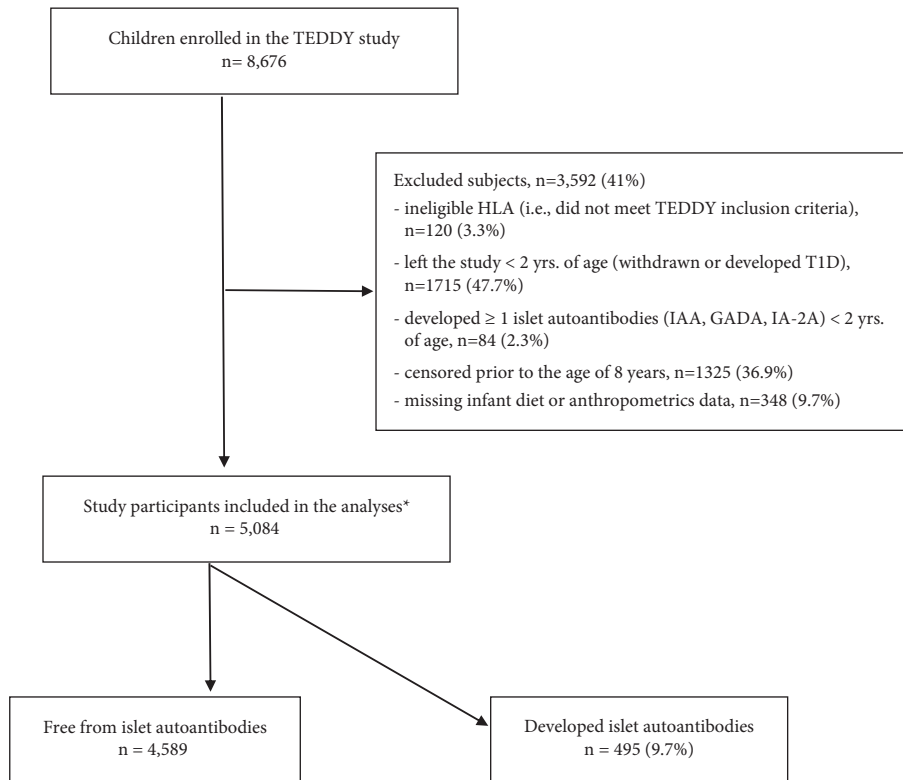 Children enrolled in the TEDDY study
n= 8,676
Excluded subjects, n=3,592 (41%)
- ineligible HLA (i.e., did not meet TEDDY inclusion criteria),
n=120 (3.3%)
- left the study < 2 yrs. of age (withdrawn or developed T1D),
n=1715 (47.7%)
- developed ≥ 1 islet autoantibodies (IAA, GADA, IA-2A) < 2 yrs.
of age, n=84 (2.3%)
- censored prior to the age of 8 years, n=1325 (36.9%)
- missing infant diet or anthropometrics data, n=348 (9.7%)
Study participants included in the analyses*
n = 5,084
Free from islet autoantibodies
n = 4,589
Developed islet autoantibodies
n = 495 (9.7%)